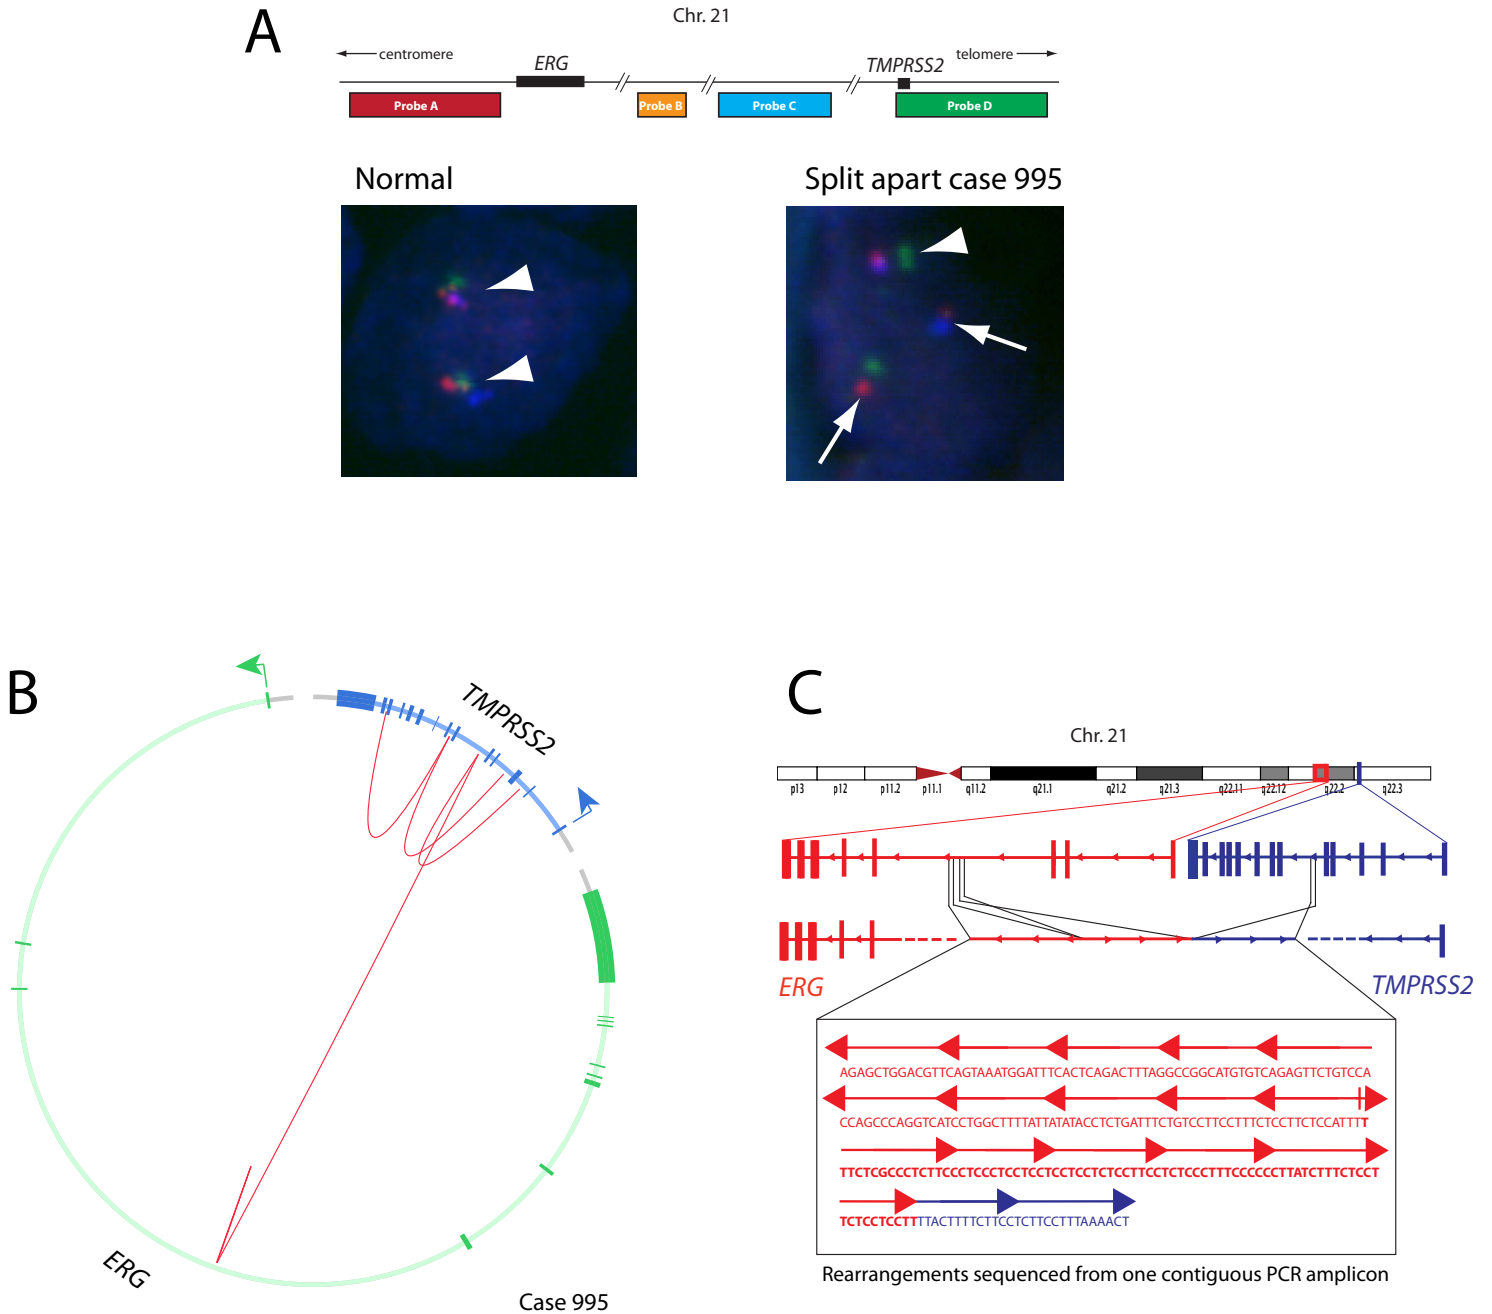 A
Chr. 21
centromere
ERG
TMPRSS2
telomere
Probe A
Probe B
Probe C
Probe D
Normal
Split apart case 995
B
TMPRSS2
ERG
Case 995
C
Chr. 21
p13 p12 p11.2 p11.1 q11.2 q21.1 q21.2 q21.3 q22.11 q22.12 q22.2 q22.3
ERG
TMPRSS2
AGAGCTGGACGTTCAGTAAATGGATTTCACTCAGACTTTAGGCCGGCATGTGTCAGAGTTCTGTCCA
CCAGCCCAGGTCATCCTGGCTTTTATTATATACCTCTGATTTCTGTCCTTCCTTTCTCCTTCTCCATTTT
TTCTCGCCCTCTTCCCTCCCTCCTCCTCCTCCTCTCCTTCCTCTCCCTTTCCCCCCTTATCTTTCTCCT
TCTCCTCCTTTTACTTTTCTTCCTCTTCCTTTAAAACT
Rearrangements sequenced from one contiguous PCR amplicon